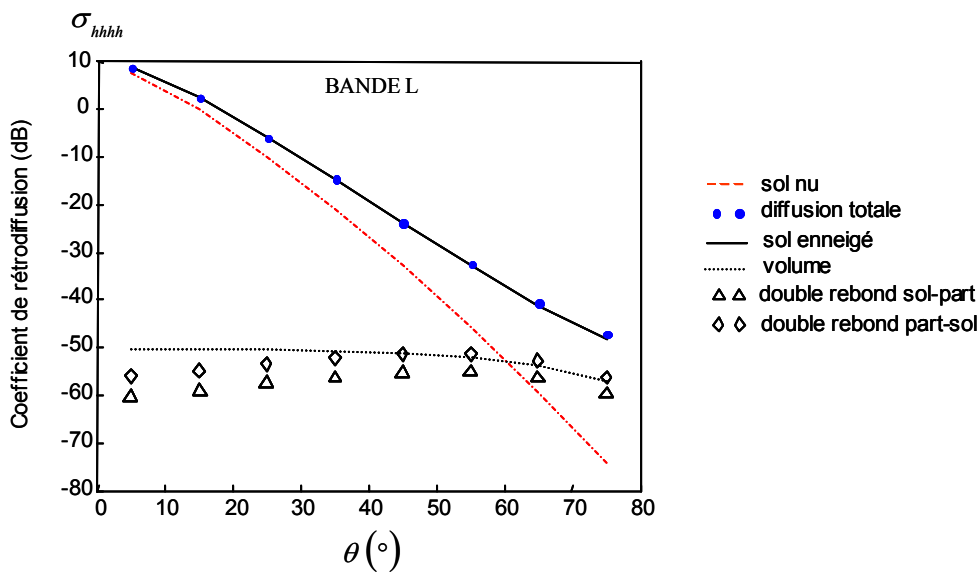 σhhhh
10
0
-10
-20
-30
-40
-50
-60
-70
-80
Coefficient de rétrodiffusion (dB)
BANDE L
0
10
20
30
40
50
60
70
80
θ (°)
sol nu
diffusion totale
sol enneigé
volume
double rebond sol-part
double rebond part-sol